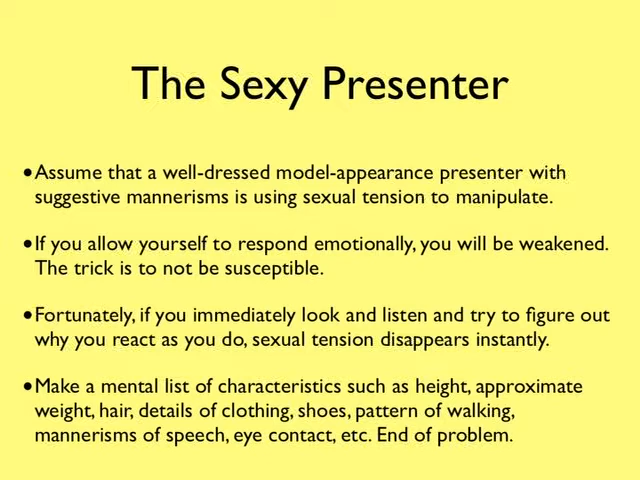 The Sexy Presenter
•Assume that a well-dressed model-appearance presenter with
suggestive mannerisms is using sexual tension to manipulate.
•If you allow yourself to respond emotionally, you will be weakened.
The trick is to not be susceptible.
•Fortunately, if you immediately look and listen and try to figure out
why you react as you do, sexual tension disappears instantly.
•Make a mental list of characteristics such as height, approximate
weight, hair, details of clothing, shoes, pattern of walking,
mannerisms of speech, eye contact, etc. End of problem.